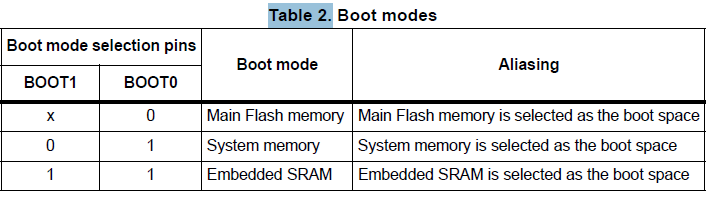 Table 2. Boot modes
Boot mode selection pins Boot mode Aliasing
BOOT1 BOOT0
x 0 Main Flash memory Main Flash memory is selected as the boot space
0 1 System memory System memory is selected as the boot space
1 1 Embedded SRAM Embedded SRAM is selected as the boot space